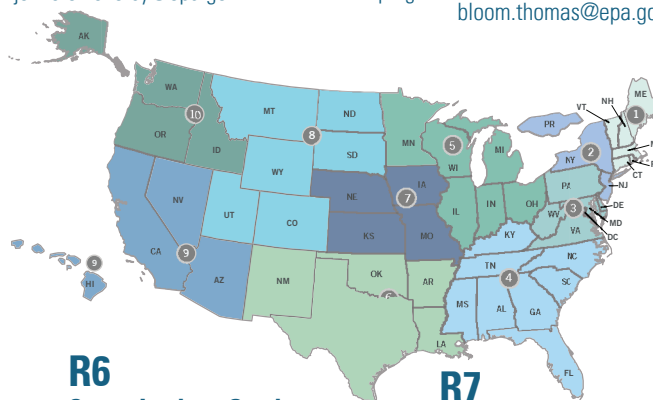 bloom.thomas@epa.go
AK
WA
10
OR
ID
MT
ND
8
SD
WY
MN
5
WI
MI
VT
NH
ME
1
CT
PR
2
NY
NJ
PA
3
DE
MD
DC
WV
VA
NV
UT
CO
NE
IA
7
KS
MO
IL
IN
OH
KY
CA
9
AZ
NM
OK
AR
TN
4
NC
SC
MS
AL
GA
LA
FL
9
HI
R6
R7